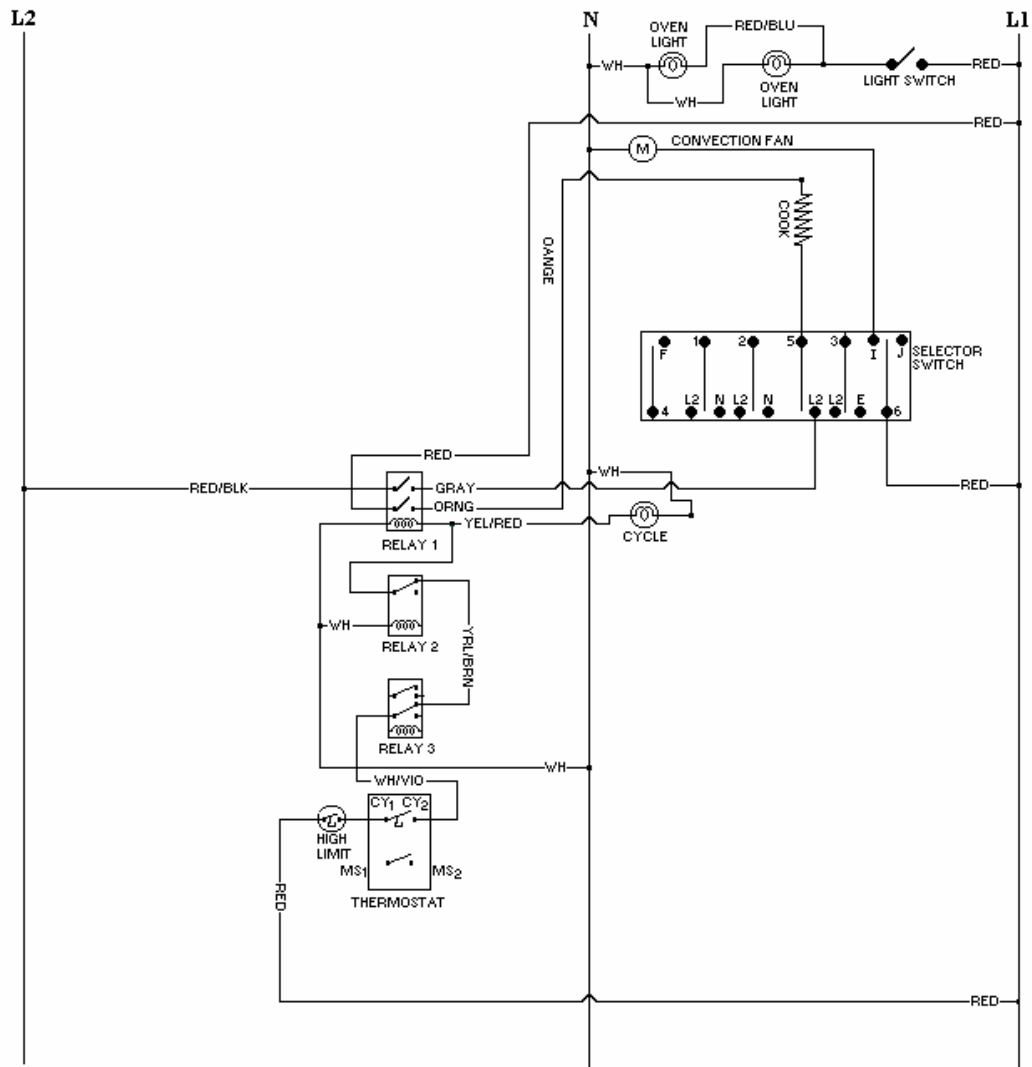 L2
N
L1
OVEN
LIGHT
RED/BLU
WH
OVEN
LIGHT
RED
LIGHT SWITCH
WH
RED
M
CONVECTION FAN
OANGE
COOK
F
1
2
5
3
I
J
SELECTOR
SWITCH
4
L2
N
L2
N
L2
L2
E
6
RED
WH
RED/BLK
GRAY
RED
ORNG
YEL/RED
CYCLE
RELAY 1
WH
RELAY 2
YRL/BRN
RELAY 3
WH
WH/VIO
CY1 CY2
HIGH
LIMIT
MS1
MS2
THERMOSTAT
RED
RED